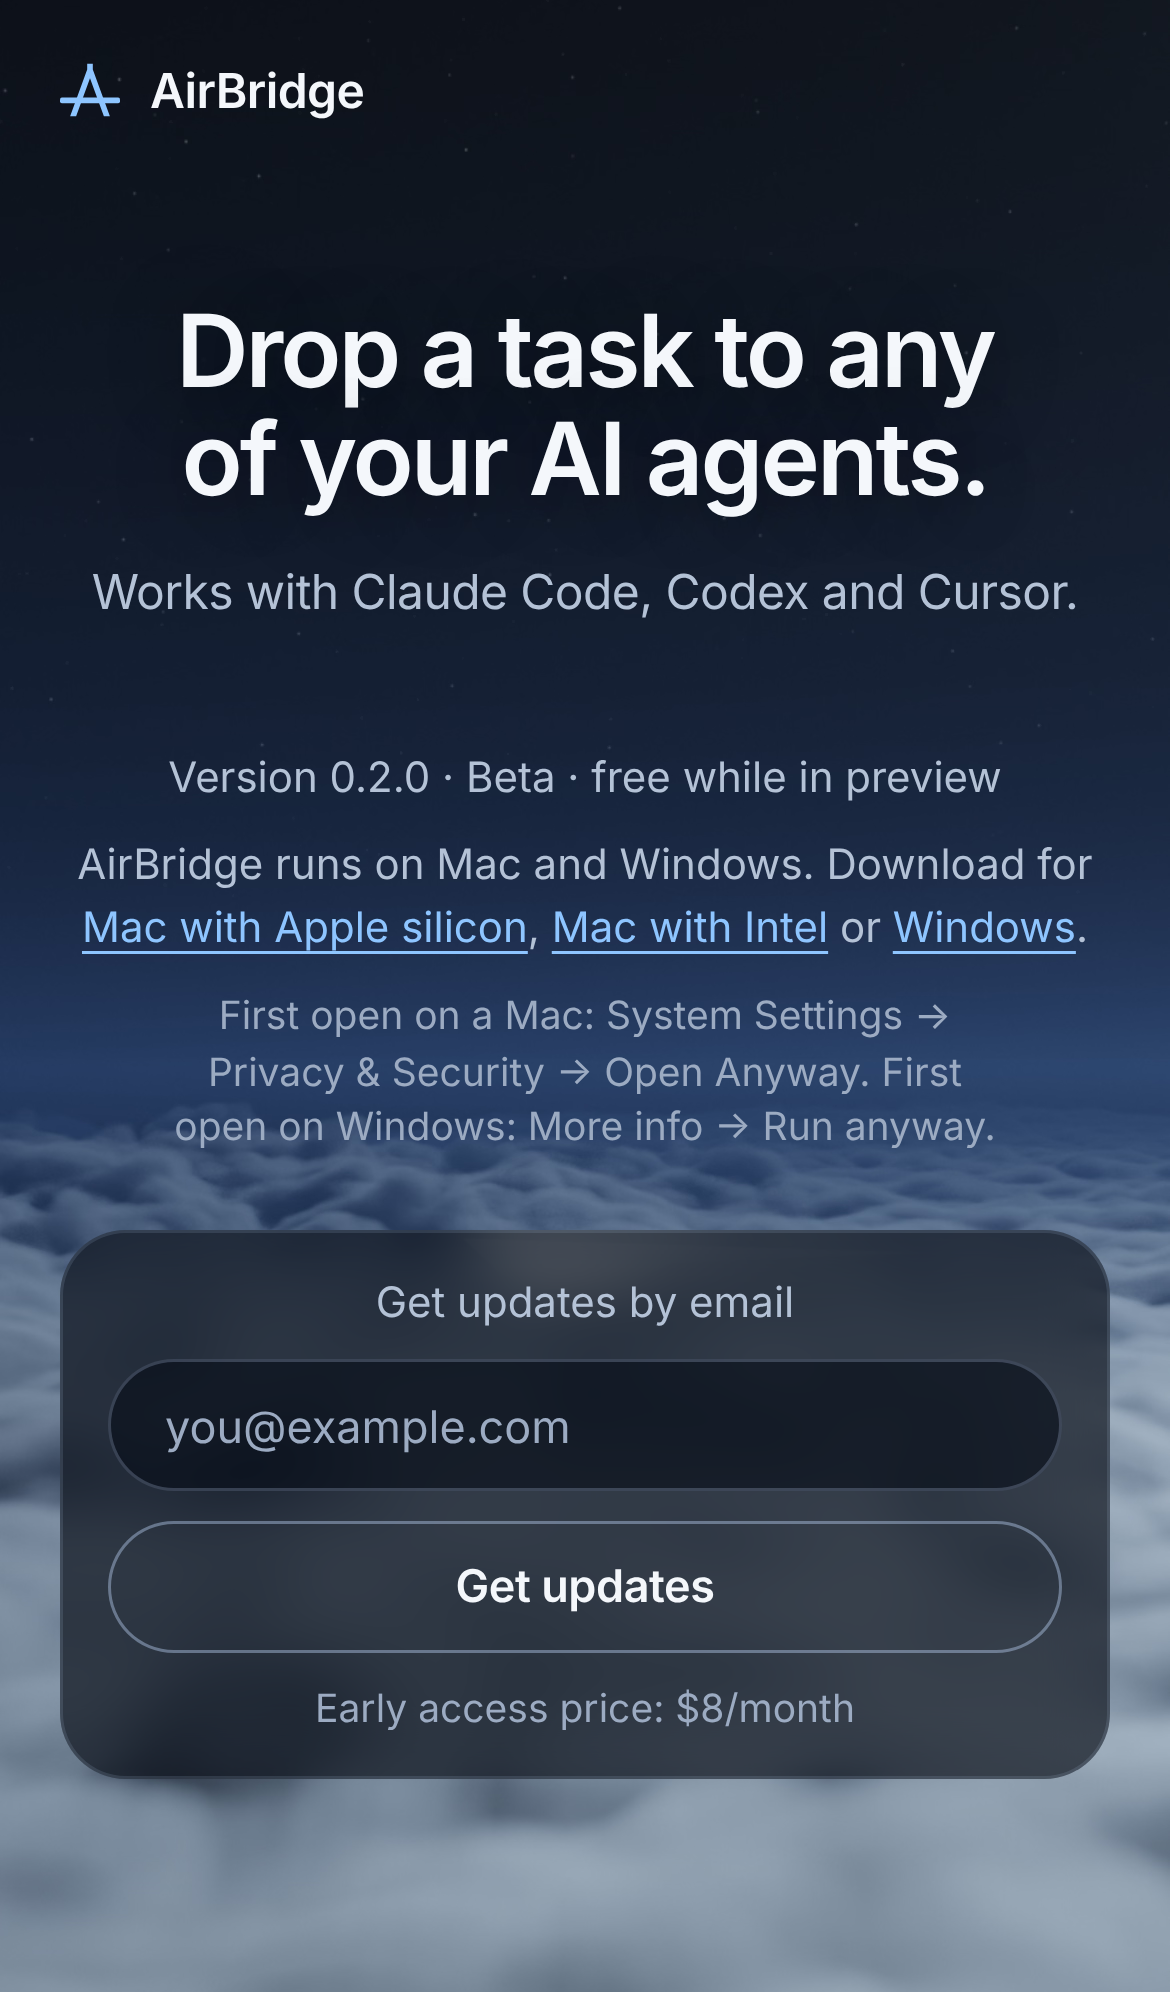 AirBridge
Drop a task to any
of your AI agents.
Works with Claude Code, Codex and Cursor.
Version 0.2.0 · Beta · free while in preview
AirBridge runs on Mac and Windows. Download for
Mac with Apple silicon, Mac with Intel or Windows.
First open on a Mac: System Settings →
Privacy & Security → Open Anyway. First
open on Windows: More info → Run anyway.
Get updates by email
you@example.com
Get updates
Early access price: $8/month